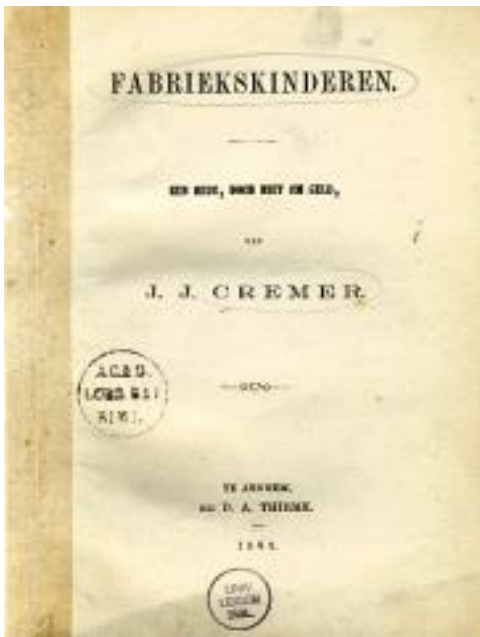 FABRIEKSKINDEREN.
EEN BEDE, DOCH NIET OM GELD,
VAN
J. J. CREMER.
TE ARNHEM,
BIJ D. A. THIEME.